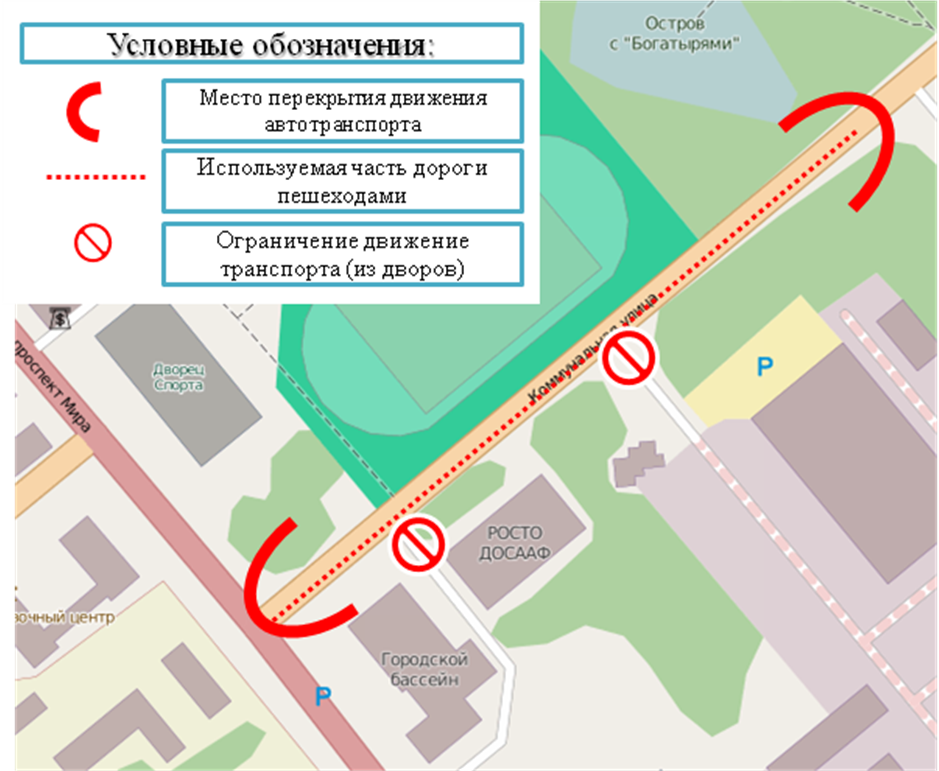 Условные обозначения:
Место перекрытия движения
автотранспорта
Используемая часть дороги
пешеходами
Ограничение движение
транспорта (из дворов)
Остров
с "Богатырями"
$
Дворец
Спорта
проспект Мира
Коммунальная улица
P
РОСТО
ДОСААФ
Городской
бассейн
P
центр